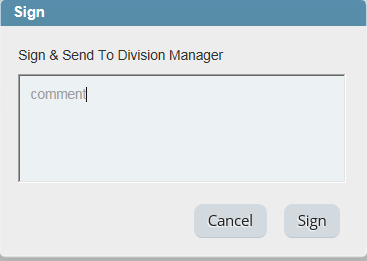 Sign
Sign & Send To Division Manager
comment
Cancel Sign